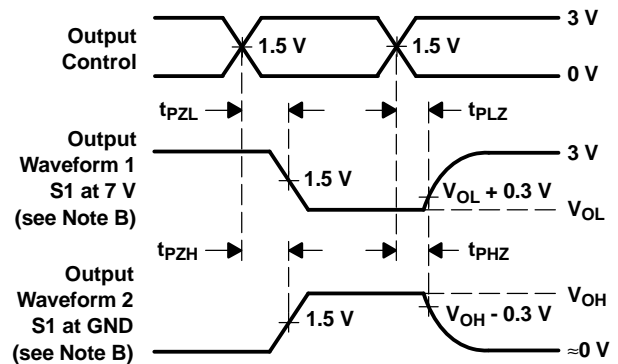 Output
Control
1.5 V
1.5 V
3 V
0 V
tPZL
tPLZ
Output
Waveform 1
S1 at 7 V
(see Note B)
1.5 V
3 V
VOL + 0.3 V
VOL
tPZH
tPHZ
Output
Waveform 2
S1 at GND
(see Note B)
1.5 V
VOH
VOH - 0.3 V
≈0 V